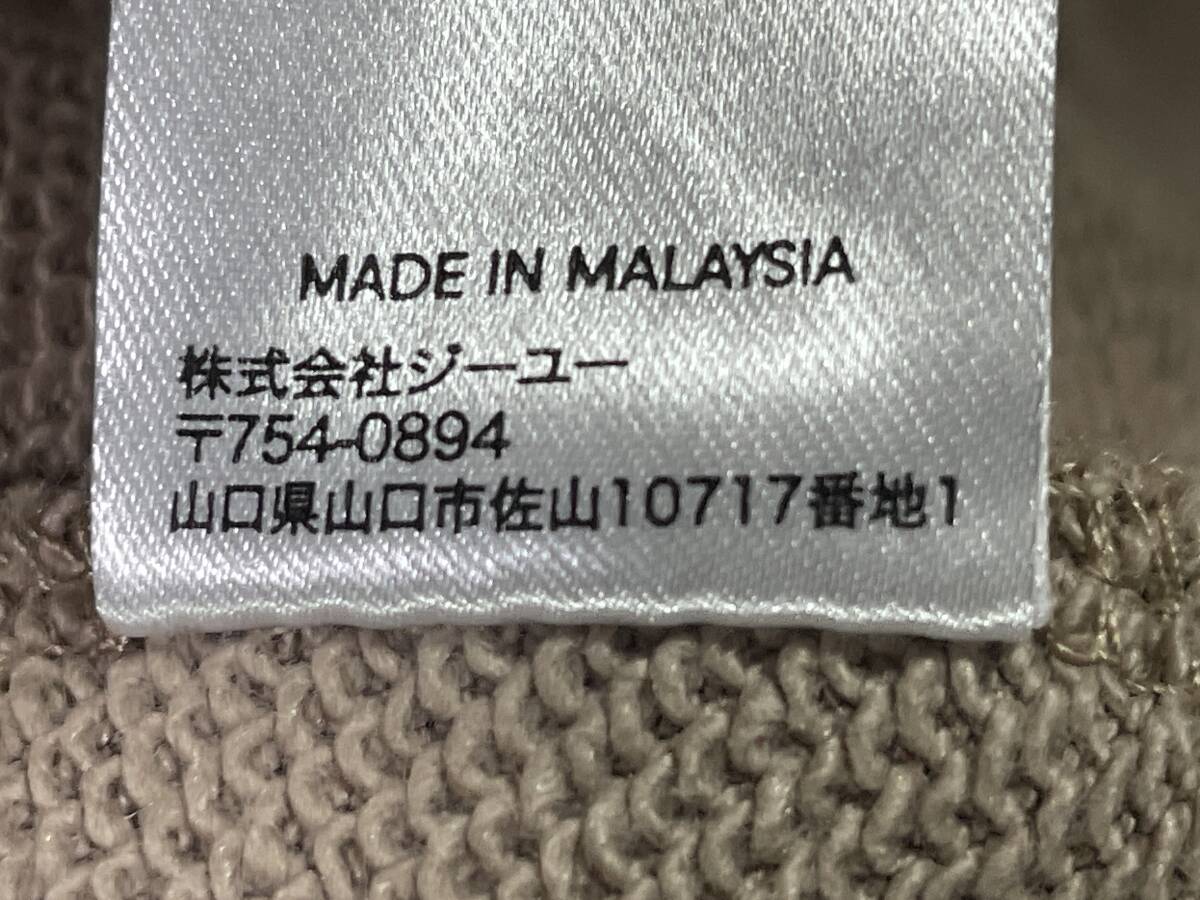 MADE IN MALAYSIA
株式会社ジーユー
〒754-0894
山口県山口市佐山10717番地1